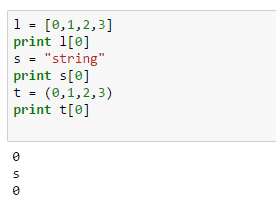 l = [0,1,2,3]
print l[0]
s = "string"
print s[0]
t = (0,1,2,3)
print t[0]
0
s
0